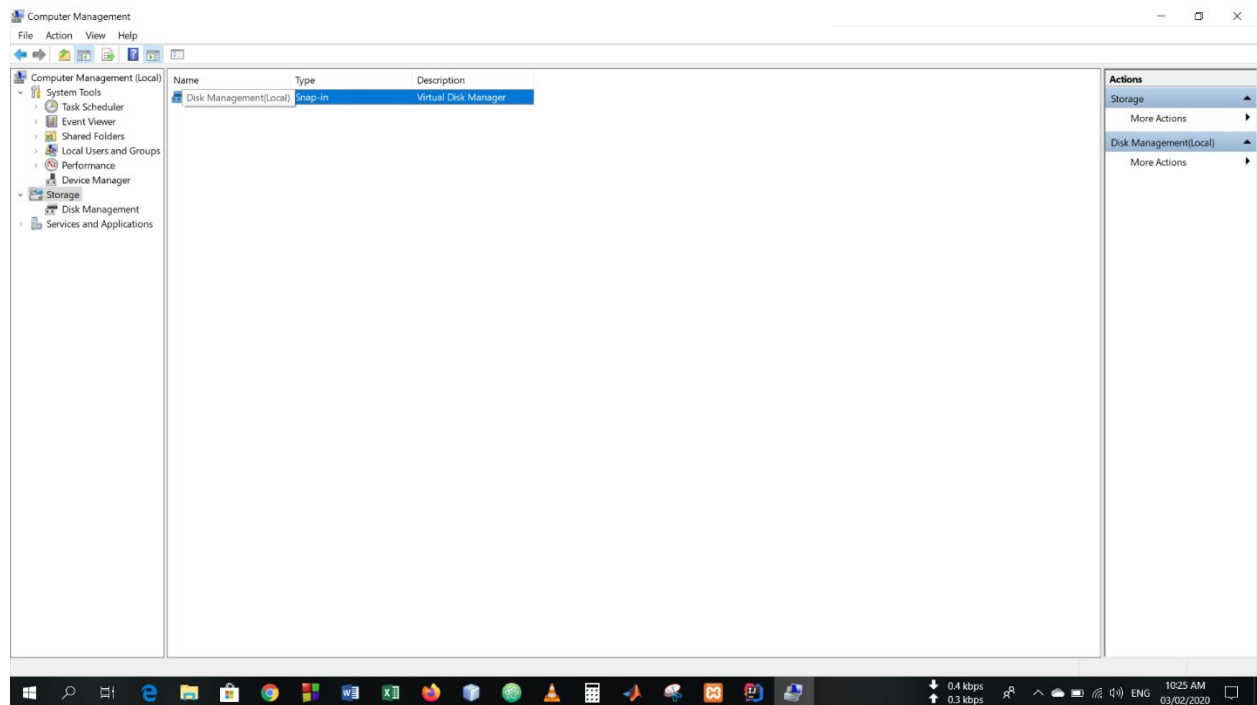 Computer Management
File Action View Help
Computer Management (Local)
System Tools
Task Scheduler
Event Viewer
Shared Folders
Local Users and Groups
Performance
Device Manager
Storage
Disk Management
Services and Applications
Name Type Description
Disk Management(Local) Snap-in Virtual Disk Manager
Actions
Storage
More Actions
Disk Management(Local)
More Actions
0.4 kbps
0.3 kbps
ENG
10:25 AM
03/02/2020